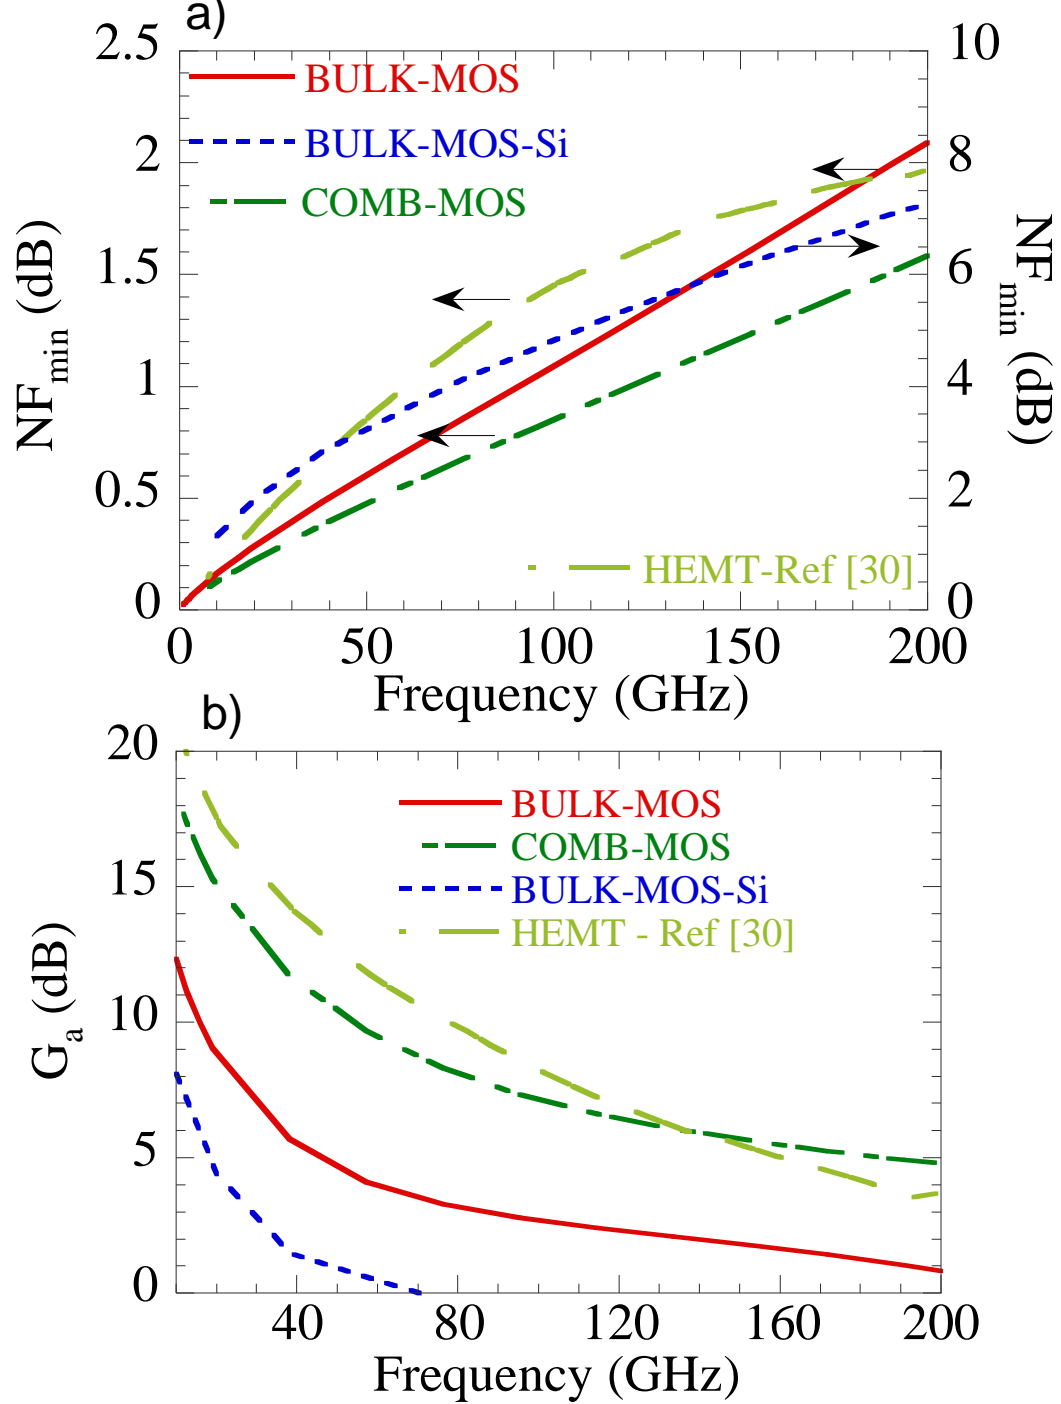 a)
2.5
2
1.5
1
0.5
0
NFmin (dB)
BULK-MOS
BULK-MOS-Si
COMB-MOS
HEMT-Ref [30]
10
8
6
4
2
0
NFmin (dB)
0 50 100 150 200
Frequency (GHz)
b)
20
15
10
5
0
Ga (dB)
BULK-MOS
COMB-MOS
BULK-MOS-Si
HEMT - Ref [30]
40 80 120 160 200
Frequency (GHz)